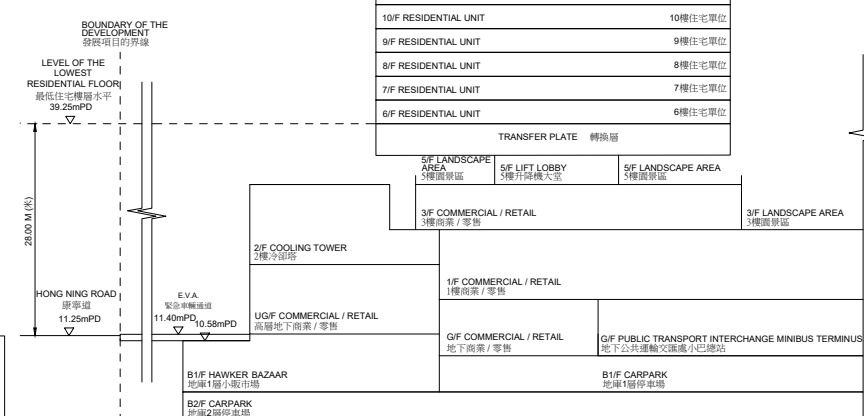 10/F RESIDENTIAL UNIT 10樓住宅單位
BOUNDARY OF THE
DEVELOPMENT
發展項目的界線
9/F RESIDENTIAL UNIT 9樓住宅單位
LEVEL OF THE
LOWEST
RESIDENTIAL FLOOR
最低住宅樓層水平
39.25mPD
8/F RESIDENTIAL UNIT 8樓住宅單位
7/F RESIDENTIAL UNIT 7樓住宅單位
6/F RESIDENTIAL UNIT 6樓住宅單位
TRANSFER PLATE 轉換層
5/F LANDSCAPE
AREA
5樓園景區
5/F LIFT LOBBY
5樓升降機大堂
5/F LANDSCAPE AREA
5樓園景區
28.00 M (米)
3/F COMMERCIAL / RETAIL
3樓商業 / 零售
3/F LANDSCAPE AREA
3樓園景區
2/F COOLING TOWER
2樓冷卻塔
1/F COMMERCIAL / RETAIL
1樓商業 / 零售
HONG NING ROAD
康寧道
11.25mPD
E.V.A.
緊急車輛通道
11.40mPD
10.58mPD
UG/F COMMERCIAL / RETAIL
高層地下商業 / 零售
G/F COMMERCIAL / RETAIL
地下商業 / 零售
G/F PUBLIC TRANSPORT INTERCHANGE MINIBUS TERMINUS
地下公共運輸交匯處小巴總站
B1/F HAWKER BAZAAR
地庫1層小販市場
B1/F CARPARK
地庫1層停車場
B2/F CARPARK
地庫2層停車場